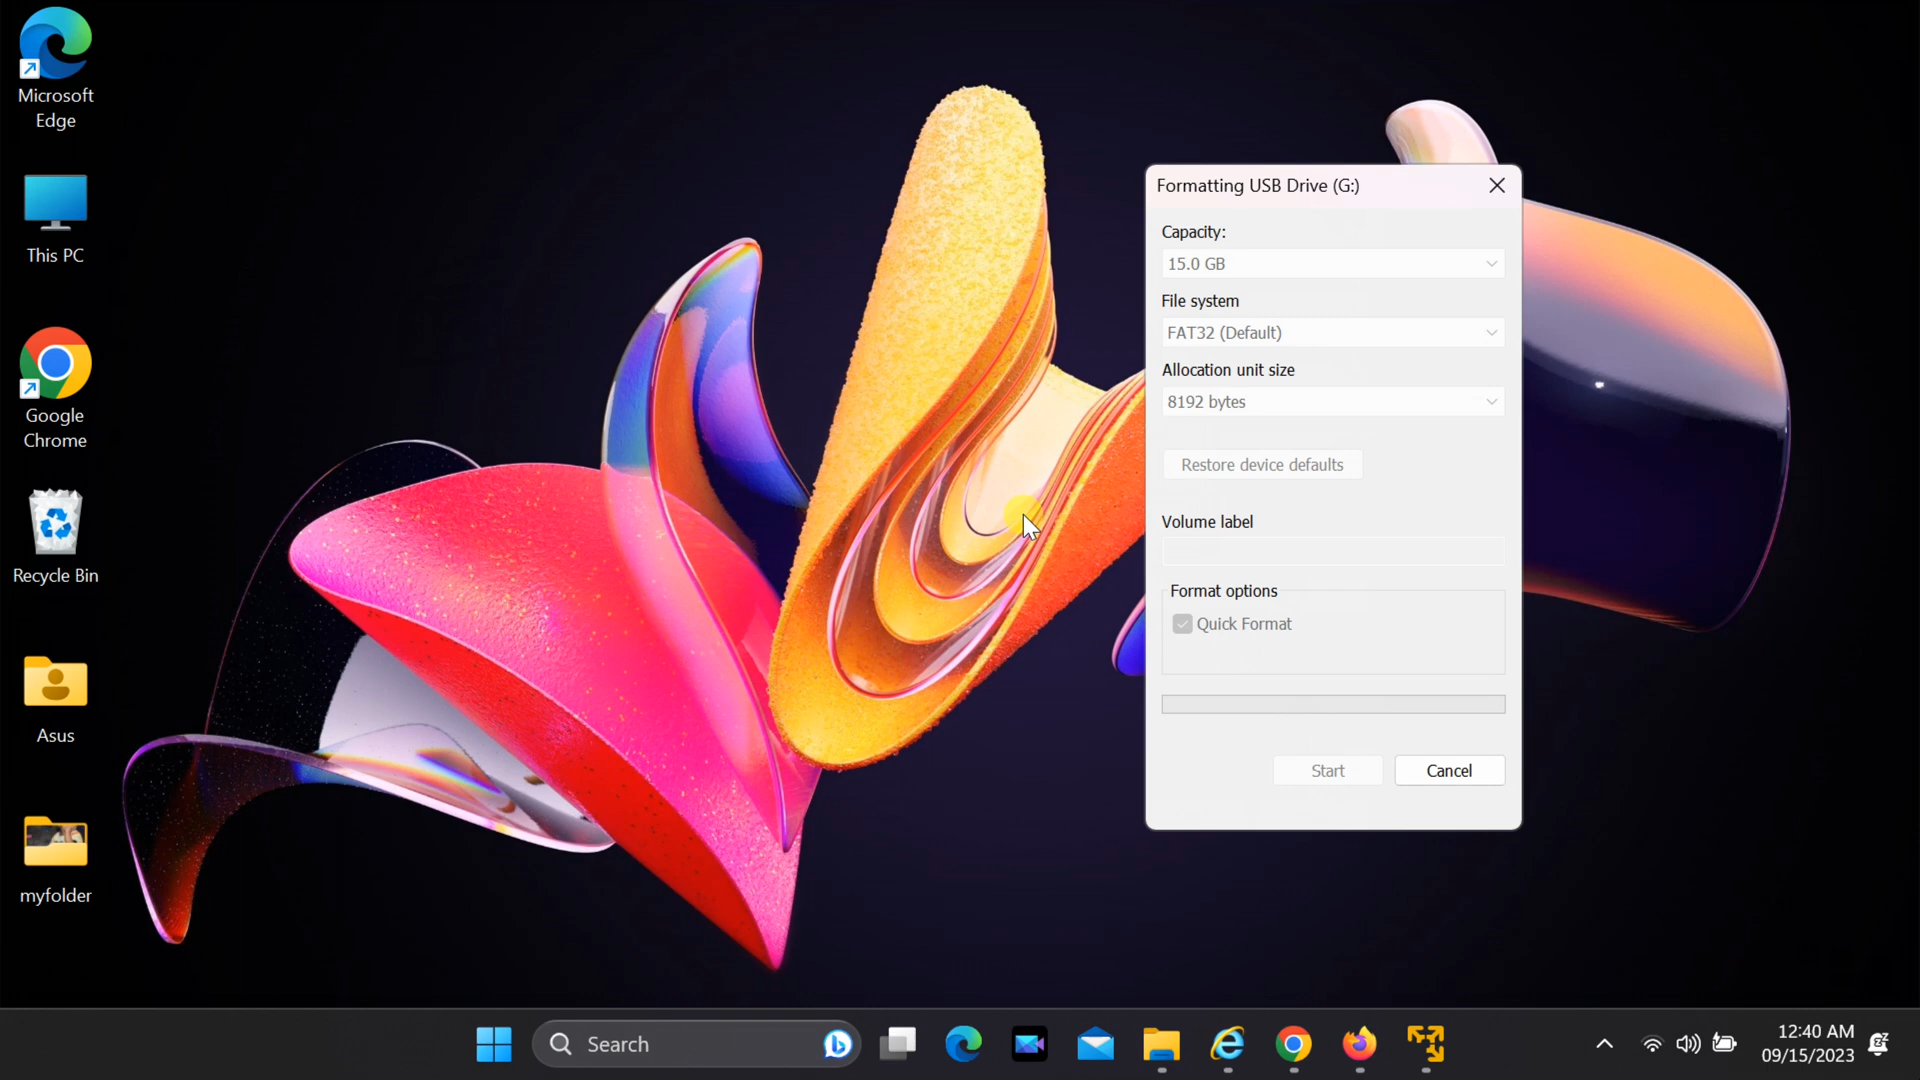 Microsoft
Edge
This PC
Google
Chrome
Recycle Bin
Asus
myfolder
Formatting USB Drive (G:)
Capacity:
15.0 GB
File system
FAT32 (Default)
Allocation unit size
8192 bytes
Restore device defaults
Volume label
Format options
Quick Format
Start
Cancel
Search
12:40 AM
09/15/2023